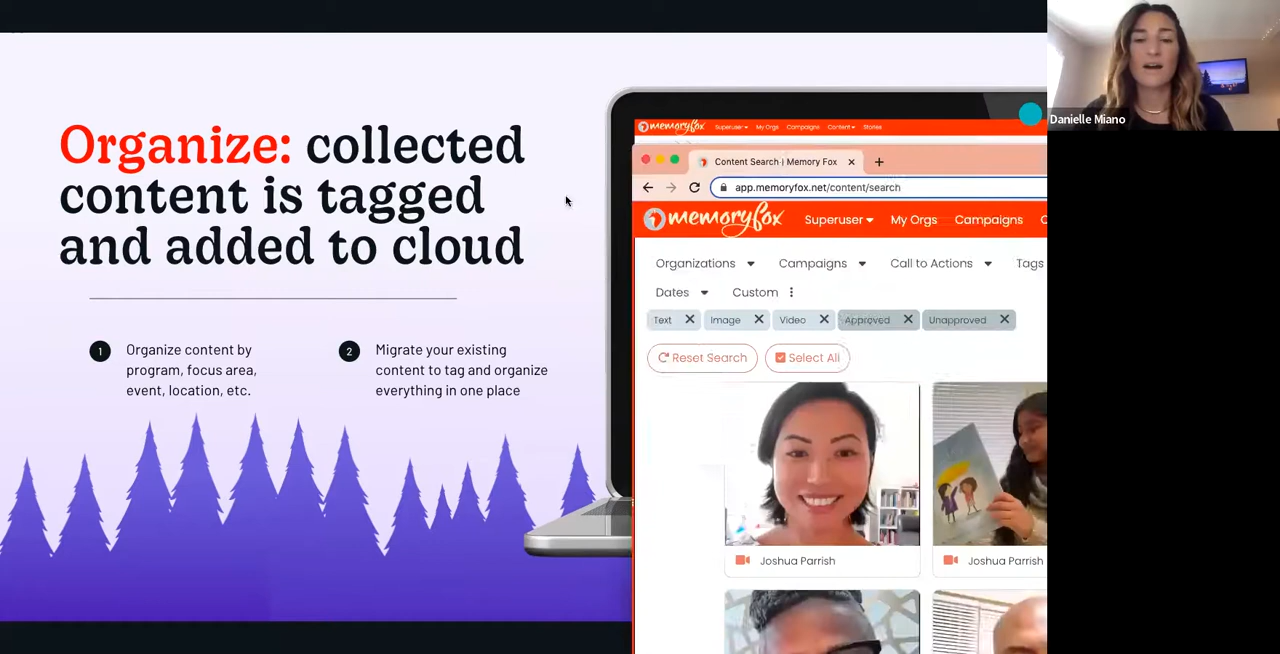 Organize: collected
content is tagged
and added to cloud
1 Organize content by
program, focus area,
event, location, etc.
2 Migrate your existing
content to tag and organize
everything in one place
memoryfox Superuser My Orgs Campaigns Content Stories
Content Search | Memory Fox
app.memoryfox.net/content/search
memoryfox Superuser My Orgs Campaigns C
Organizations Campaigns Call to Actions Tags
Dates Custom
Text Image Video Approved Unapproved
Reset Search Select All
Joshua Parrish Joshua Parrish
Danielle Miano